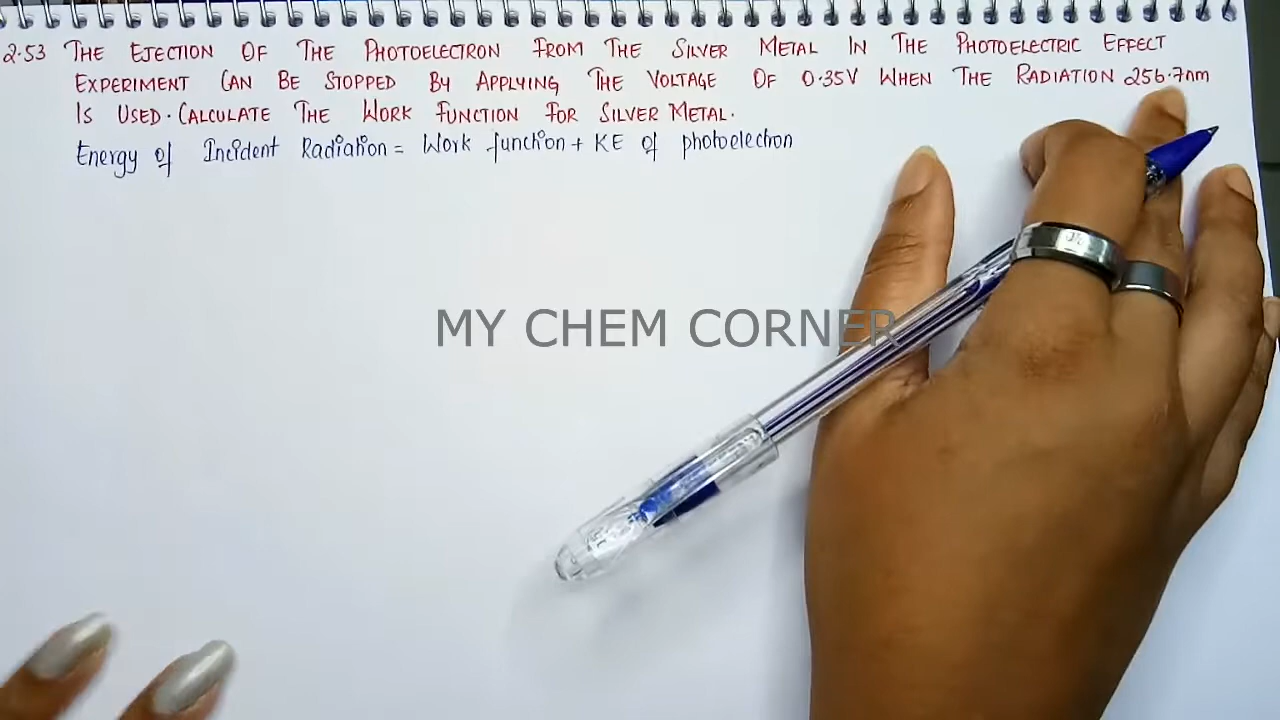 2.53 THE EJECTION OF THE PHOTOELECTRON FROM THE SILVER METAL IN THE PHOTOELECTRIC EFFECT
EXPERIMENT CAN BE STOPPED BY APPLYING THE VOLTAGE OF 0.35V WHEN THE RADIATION 256.7nm
IS USED. CALCULATE THE WORK FUNCTION FOR SILVER METAL.
Energy of Incident Radiation = Work function + KE of photoelectron
MY CHEM CORNER